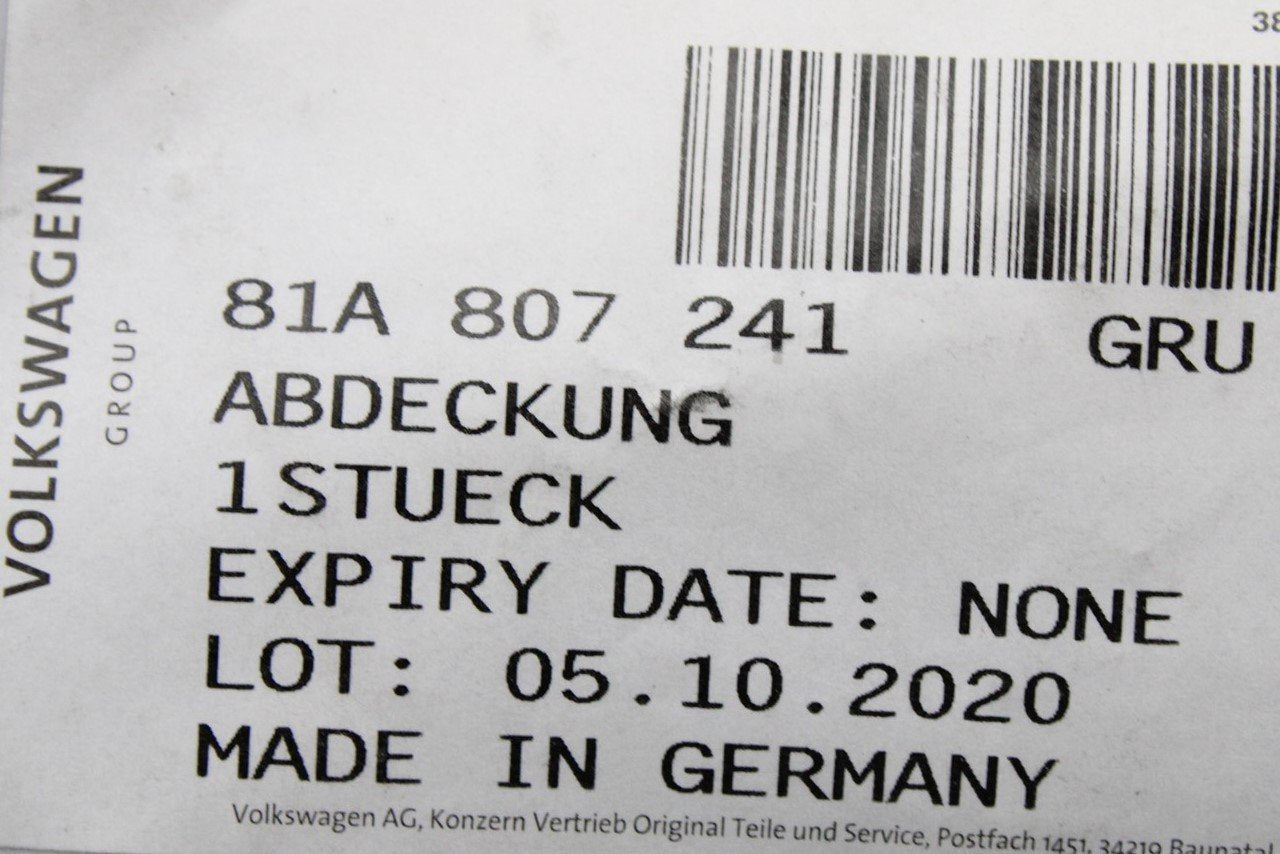 38
VOLKSWAGEN
GROUP
81A 807 241 GRU
ABDECKUNG
1STUECK
EXPIRY DATE: NONE
LOT: 05.10.2020
MADE IN GERMANY
Volkswagen AG, Konzern Vertrieb Original Teile und Service, Postfach 1451, 34219 Baunatal